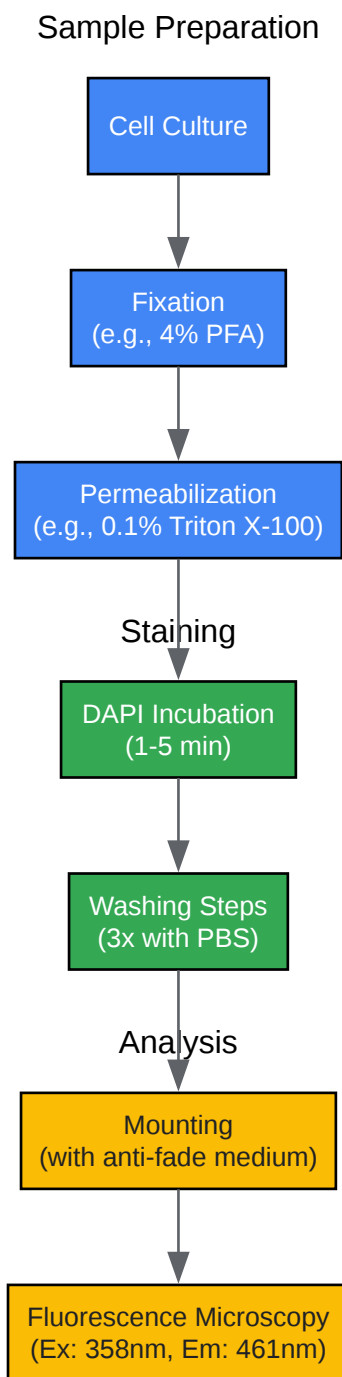 Sample Preparation
Cell Culture
Fixation
(e.g., 4% PFA)
Permeabilization
(e.g., 0.1% Triton X-100)
Staining
DAPI Incubation
(1-5 min)
Washing Steps
(3x with PBS)
Analysis
Mounting
(with anti-fade medium)
Fluorescence Microscopy
(Ex: 358nm, Em: 461nm)